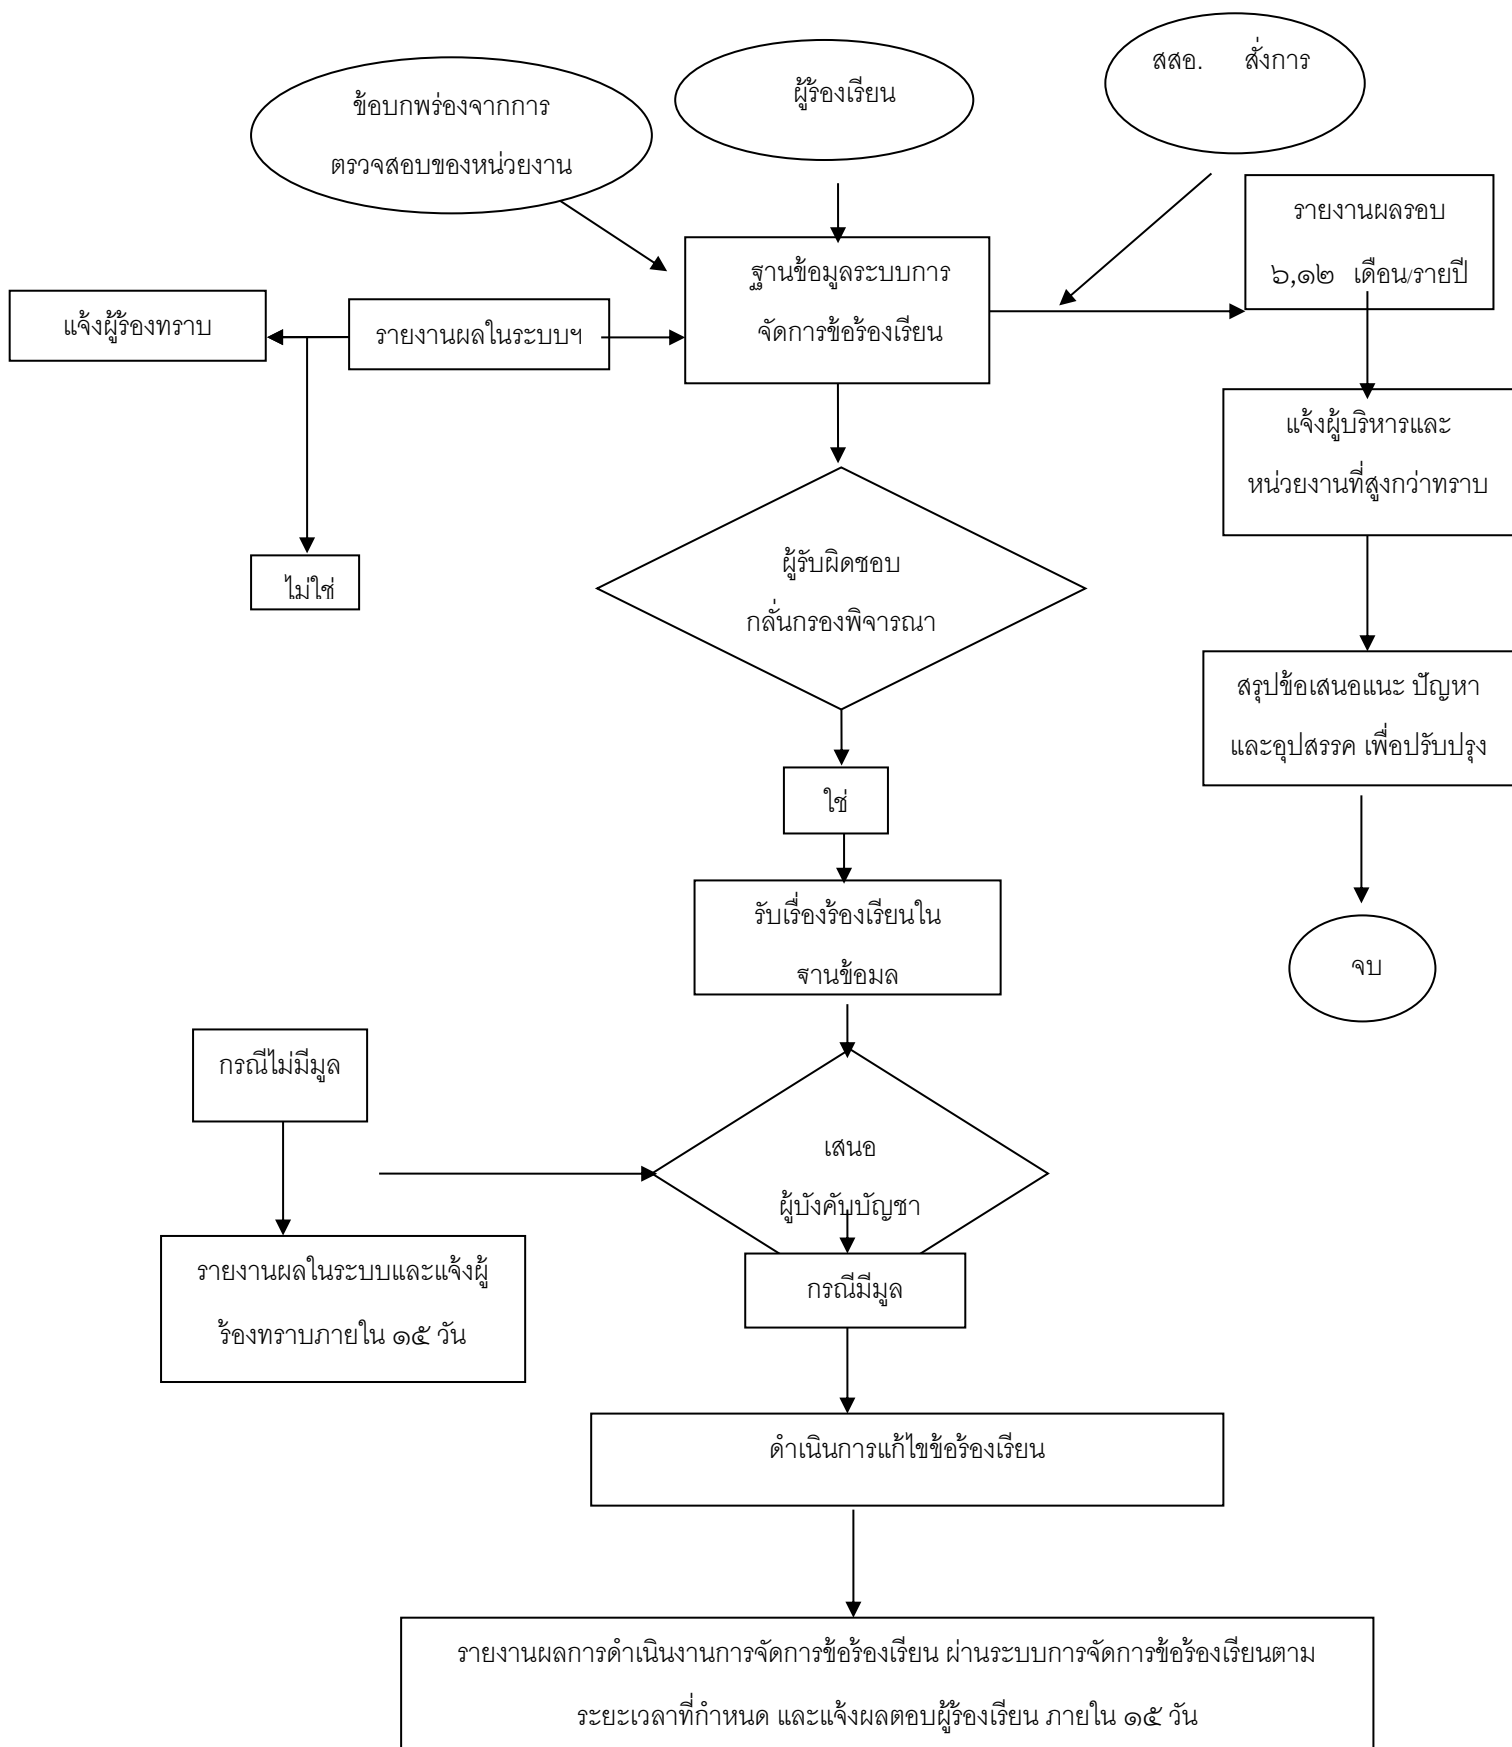 ข้อบกพร่องจากการ
ตรวจสอบของหน่วยงาน
ผู้ร้องเรียน
สสอ. สั่งการ
รายงานผลรอบ
๖,๑๒ เดือน/รายปี
ฐานข้อมูลระบบการ
จัดการข้อร้องเรียน
แจ้งผู้ร้องทราบ
รายงานผลในระบบฯ
แจ้งผู้บริหารและ
หน่วยงานที่สูงกว่าทราบ
ไม่ใช่
ผู้รับผิดชอบ
กลั่นกรองพิจารณา
สรุปข้อเสนอแนะ ปัญหา
และอุปสรรค เพื่อปรับปรุง
ใช่
รับเรื่องร้องเรียนใน
ฐานข้อมูล
จบ
กรณีไม่มีมูล
เสนอ
ผู้บังคับบัญชา
รายงานผลในระบบและแจ้งผู้
ร้องทราบภายใน ๑๕ วัน
กรณีมีมูล
ดำเนินการแก้ไขข้อร้องเรียน
รายงานผลการดำเนินงานการจัดการข้อร้องเรียน ผ่านระบบการจัดการข้อร้องเรียนตาม
ระยะเวลาที่กำหนด และแจ้งผลตอบผู้ร้องเรียน ภายใน ๑๕ วัน